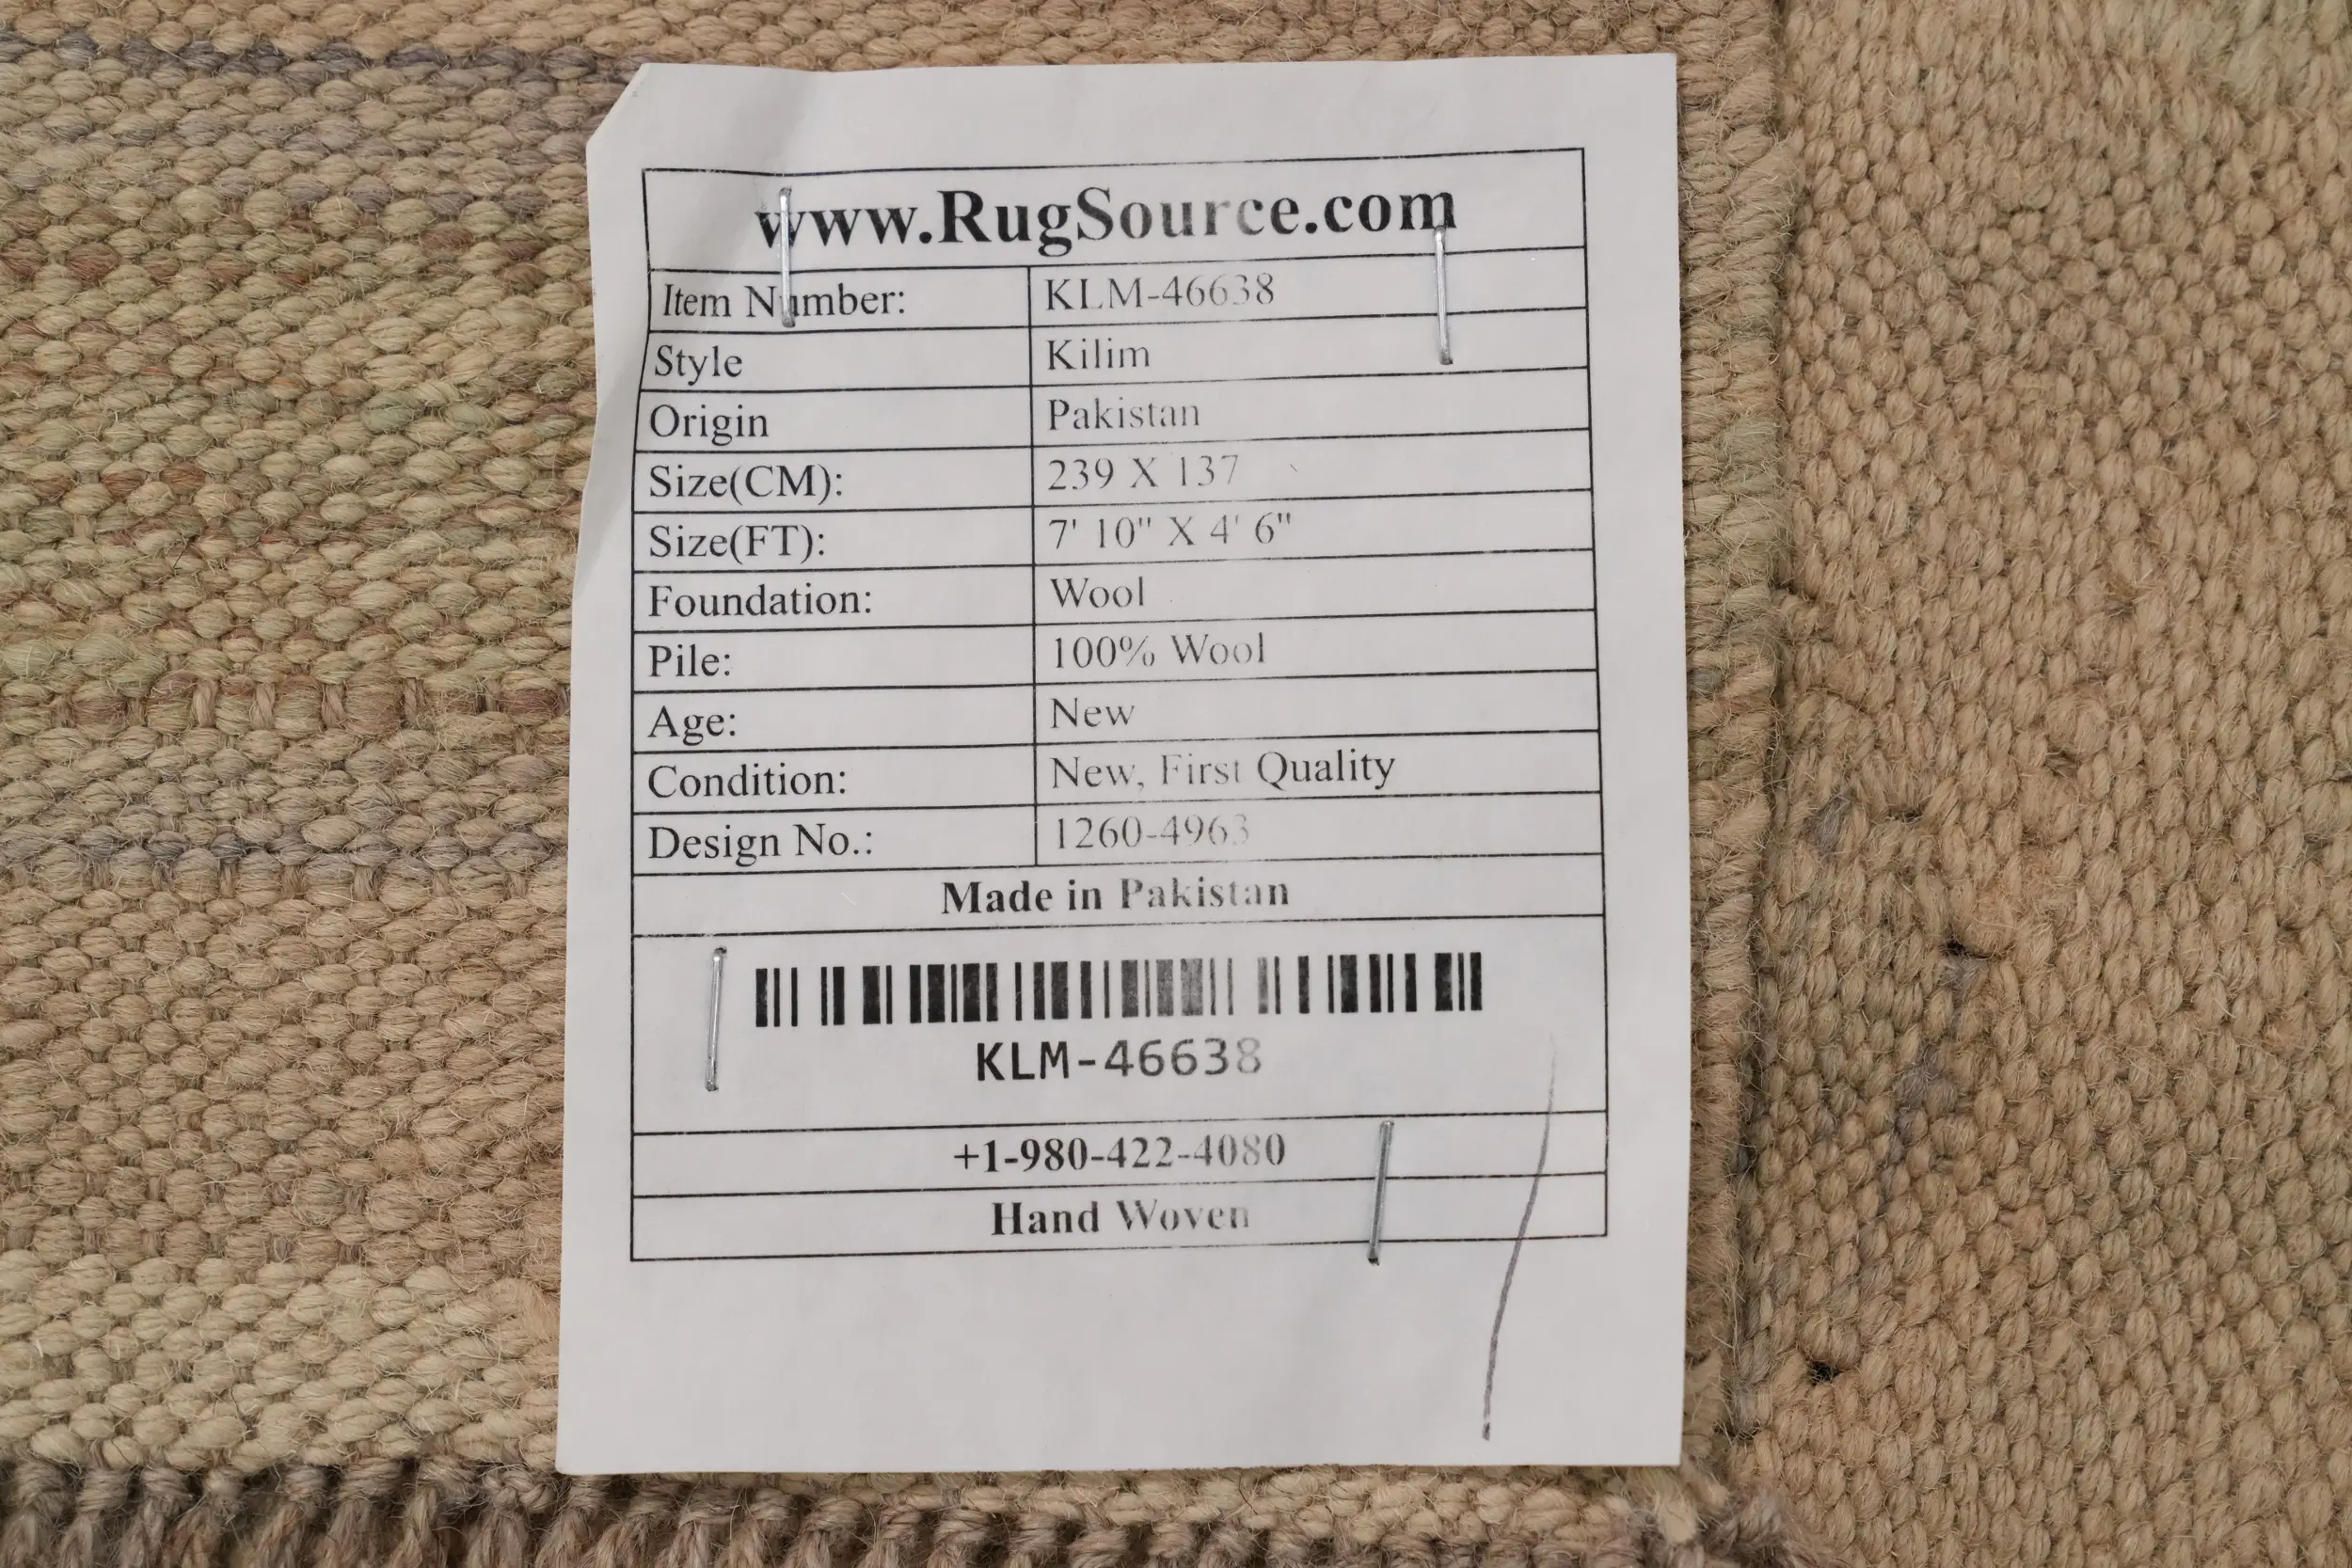 www.RugSource.com
Item Number: KLM-46638
Style Kilim
Origin Pakistan
Size(CM): 239 X 137
Size(FT): 7' 10" X 4' 6"
Foundation: Wool
Pile: 100% Wool
Age: New
Condition: New, First Quality
Design No.: 1260-4963
Made in Pakistan
KLM-46638
+1-980-422-4080
Hand Woven